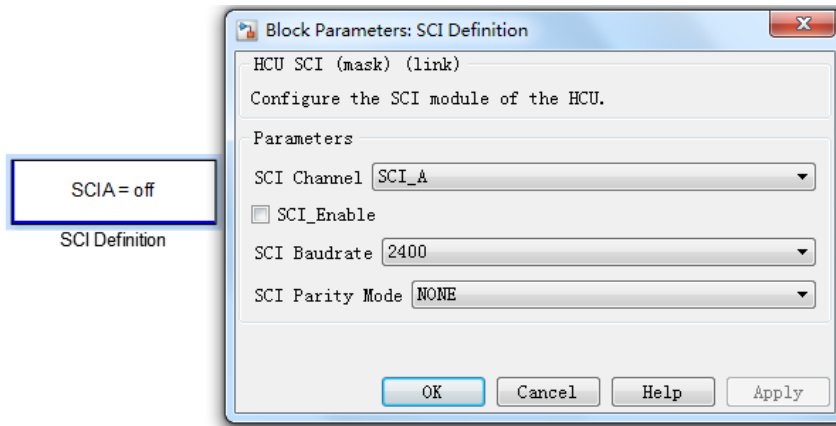 Block Parameters: SCI Definition
HCU SCI (mask) (link)
Configure the SCI module of the HCU.
Parameters
SCI Channel SCI_A
SCI_Enable
SCI Baudrate 2400
SCI Parity Mode NONE
OK Cancel Help Apply
SCIA = off
SCI Definition